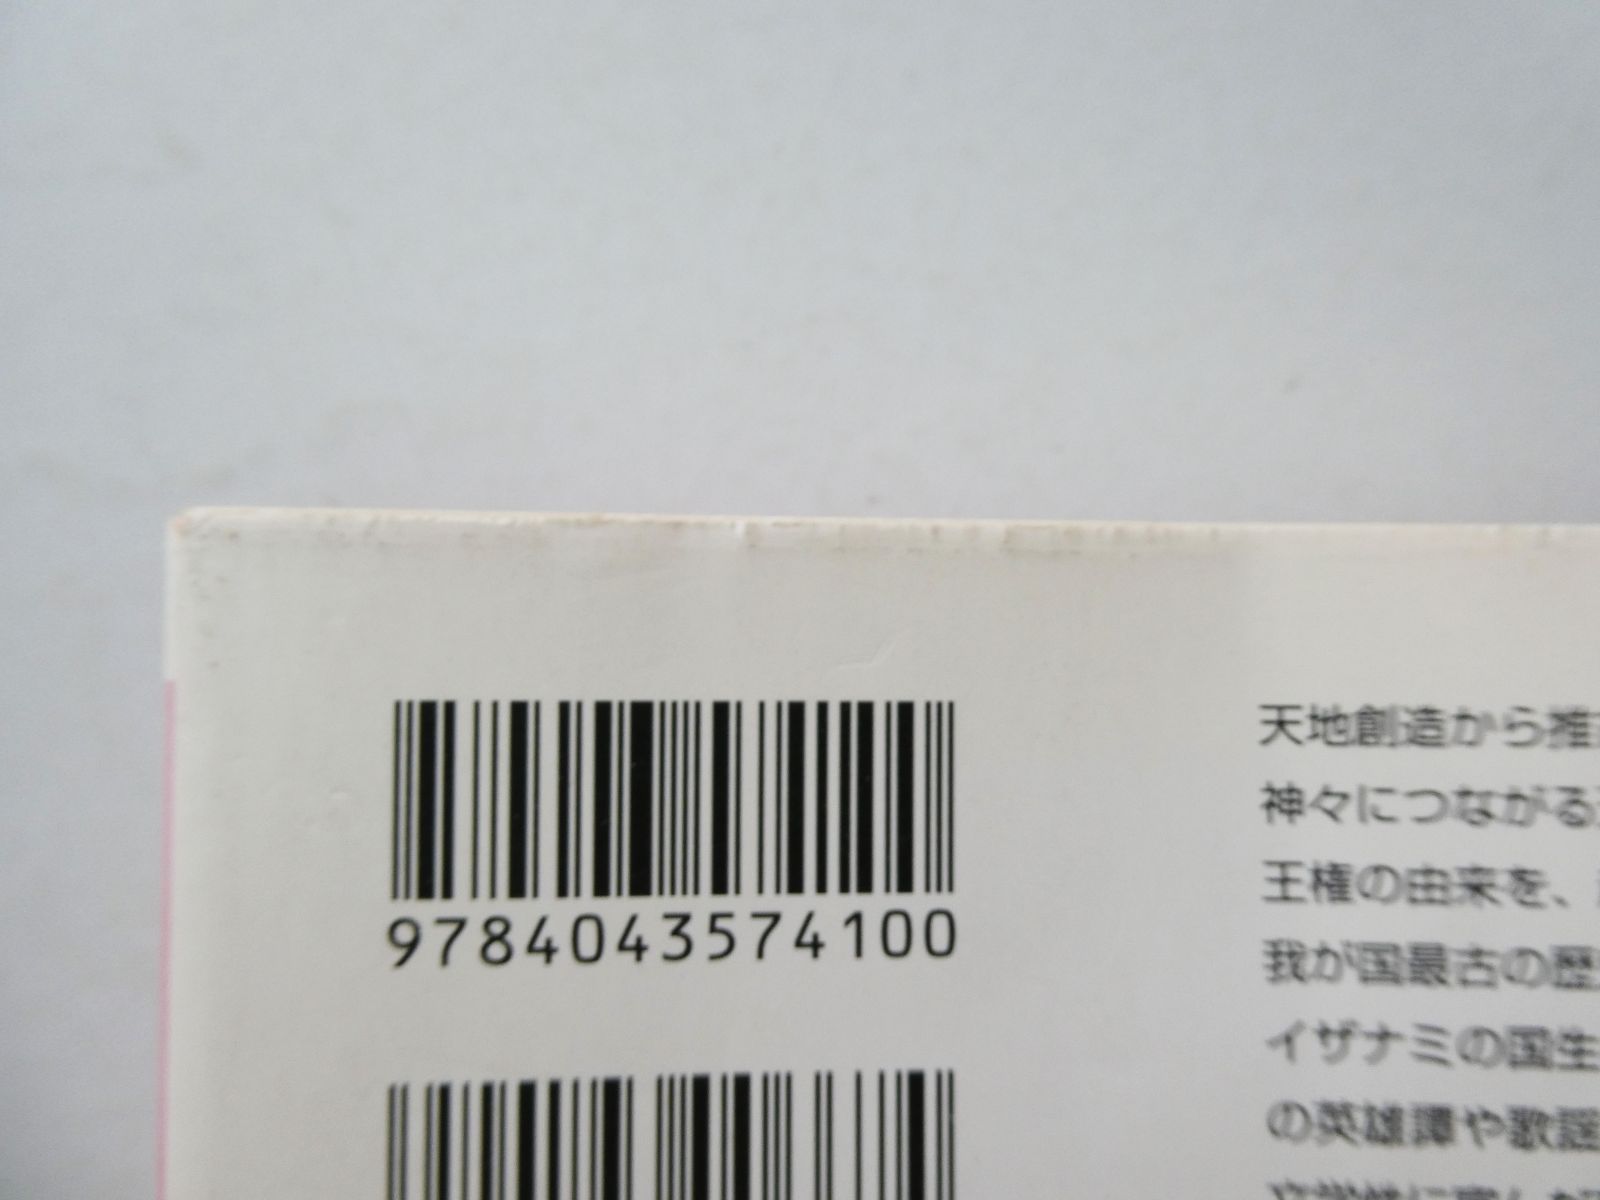 9784043574100
天地創造から推
神々につながる
王権の由来を、
我が国最古の歴
イザナミの国生
の英雄譚や歌謡